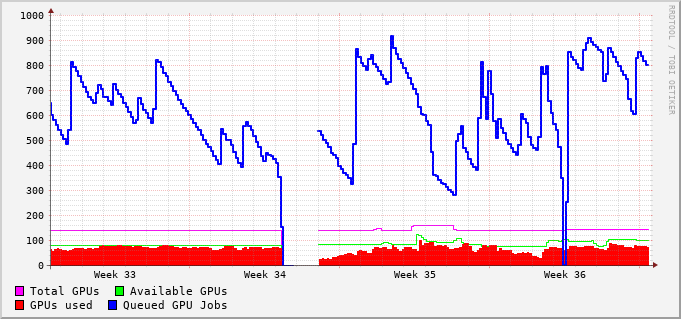 1000
900
800
700
600
500
400
300
200
100
0
Week 33 Week 34 Week 35 Week 36
Total GPUs Available GPUs
GPUs used Queued GPU Jobs
RRDTOOL / TOBI OETIKER